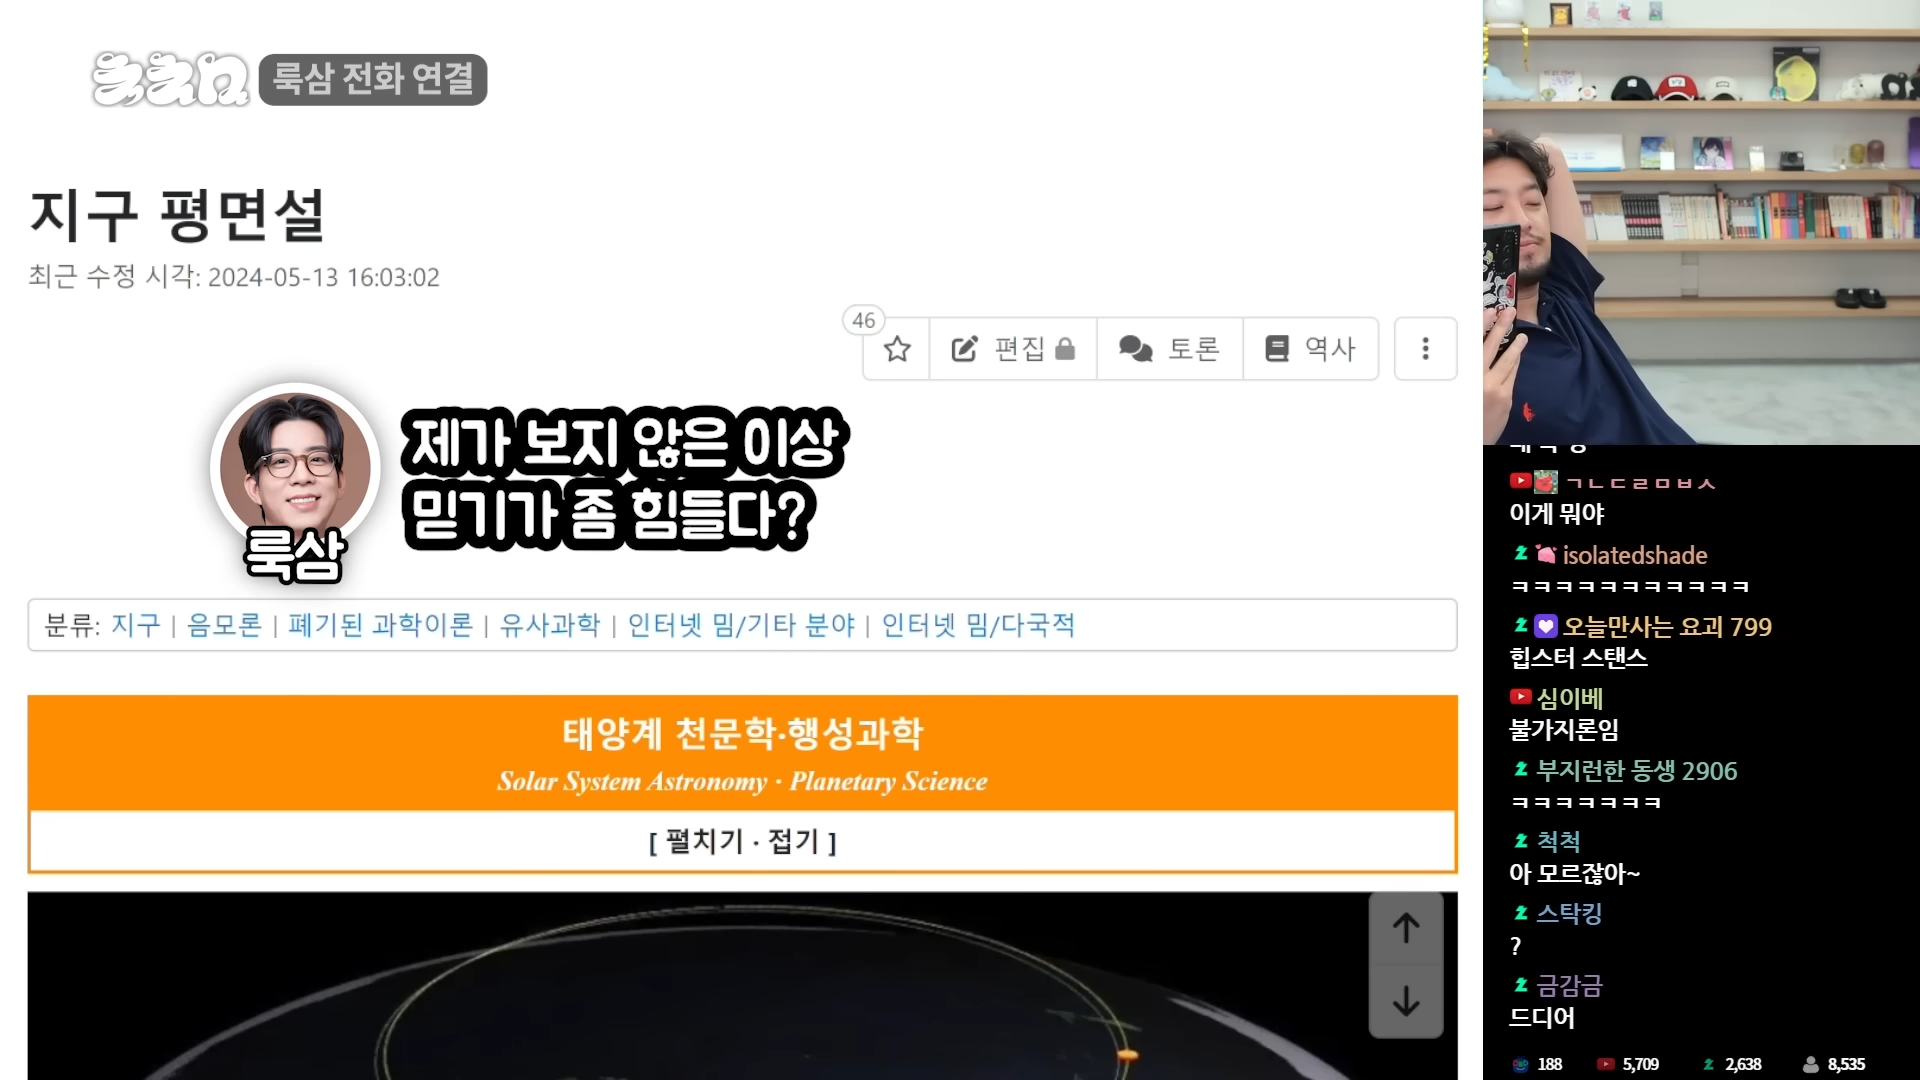 룩삼 전화 연결
지구 평면설
최근 수정 시각: 2024-05-13 16:03:02
46
편집
토론
역사
제가 보지 않은 이상
믿기가 좀 힘들다?
룩삼
분류: 지구 | 음모론 | 폐기된 과학이론 | 유사과학 | 인터넷 밈/기타 분야 | 인터넷 밈/다국적
태양계 천문학·행성과학
Solar System Astronomy · Planetary Science
[ 펼치기 · 접기 ]
ㄱㄴㄷㄹㅁㅂㅅ
이게 뭐야
isolatedshade
ㅋㅋㅋㅋㅋㅋㅋㅋㅋㅋㅋ
오늘만사는 요괴 799
힙스터 스탠스
심이베
불가지론임
부지런한 동생 2906
ㅋㅋㅋㅋㅋㅋㅋ
척척
아 모르잖아~
스탁킹
?
금감금
드디어
188
5,709
2,638
8,535